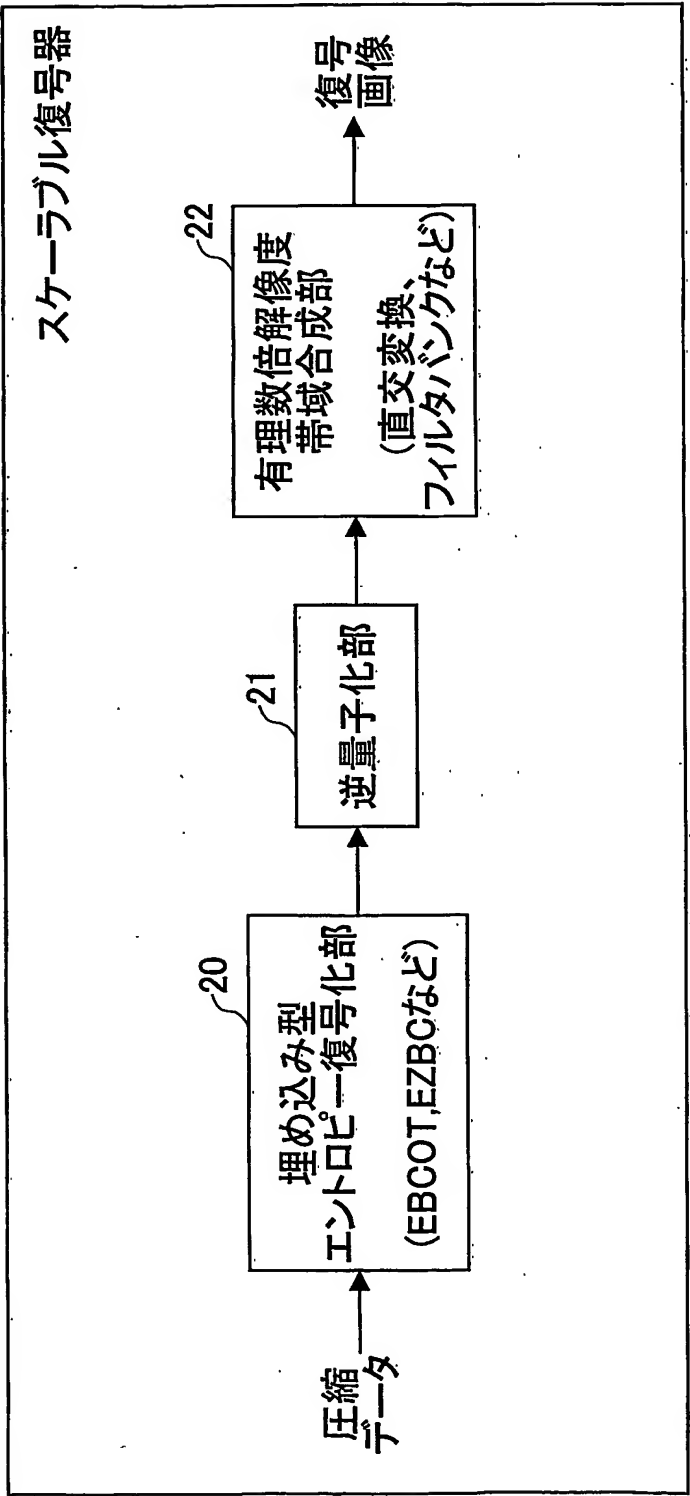 スケーラブル復号器
圧縮
データ
20
埋め込み型
エントロピー復号化部
(EBCOT,EZBCなど)
21
逆量子化部
22
有理数倍解像度
帯域合成部
(直交変換、
フィルタバンクなど)
復号
画像